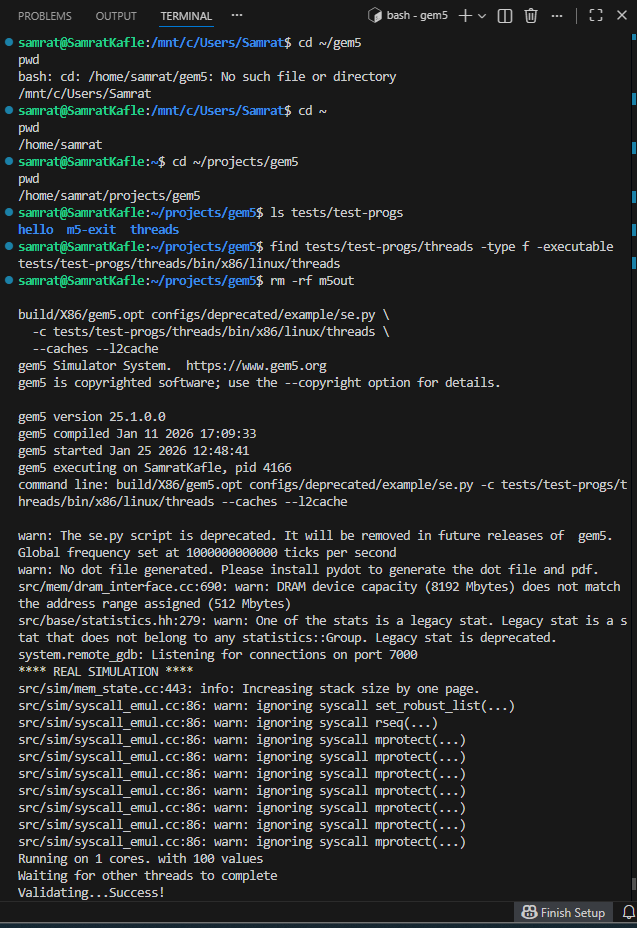 PROBLEMS OUTPUT TERMINAL ... bash - gem5
samrat@SamratKafle:/mnt/c/Users/Samrat$ cd ~/gem5
pwd
bash: cd: /home/samrat/gem5: No such file or directory
/mnt/c/Users/Samrat
samrat@SamratKafle:/mnt/c/Users/Samrat$ cd ~
pwd
/home/samrat
samrat@SamratKafle:~$ cd ~/projects/gem5
pwd
/home/samrat/projects/gem5
samrat@SamratKafle:~/projects/gem5$ ls tests/test-progs
hello  m5-exit  threads
samrat@SamratKafle:~/projects/gem5$ find tests/test-progs/threads -type f -executable
tests/test-progs/threads/bin/x86/linux/threads
samrat@SamratKafle:~/projects/gem5$ rm -rf m5out
build/X86/gem5.opt configs/deprecated/example/se.py \
  -c tests/test-progs/threads/bin/x86/linux/threads \
  --caches --l2cache
gem5 Simulator System.  https://www.gem5.org
gem5 is copyrighted software; use the --copyright option for details.
gem5 version 25.1.0.0
gem5 compiled Jan 11 2026 17:09:33
gem5 started Jan 25 2026 12:48:41
gem5 executing on SamratKafle, pid 4166
command line: build/X86/gem5.opt configs/deprecated/example/se.py -c tests/test-progs/t
hreads/bin/x86/linux/threads --caches --l2cache
warn: The se.py script is deprecated. It will be removed in future releases of  gem5.
Global frequency set at 1000000000000 ticks per second
warn: No dot file generated. Please install pydot to generate the dot file and pdf.
src/mem/dram_interface.cc:690: warn: DRAM device capacity (8192 Mbytes) does not match
the address range assigned (512 Mbytes)
src/base/statistics.hh:279: warn: One of the stats is a legacy stat. Legacy stat is a s
tat that does not belong to any statistics::Group. Legacy stat is deprecated.
system.remote_gdb: Listening for connections on port 7000
**** REAL SIMULATION ****
src/sim/mem_state.cc:443: info: Increasing stack size by one page.
src/sim/syscall_emul.cc:86: warn: ignoring syscall set_robust_list(...)
src/sim/syscall_emul.cc:86: warn: ignoring syscall rseq(...)
src/sim/syscall_emul.cc:86: warn: ignoring syscall mprotect(...)
src/sim/syscall_emul.cc:86: warn: ignoring syscall mprotect(...)
src/sim/syscall_emul.cc:86: warn: ignoring syscall mprotect(...)
src/sim/syscall_emul.cc:86: warn: ignoring syscall mprotect(...)
src/sim/syscall_emul.cc:86: warn: ignoring syscall mprotect(...)
src/sim/syscall_emul.cc:86: warn: ignoring syscall mprotect(...)
src/sim/syscall_emul.cc:86: warn: ignoring syscall mprotect(...)
Running on 1 cores. with 100 values
Waiting for other threads to complete
Validating...Success!
Finish Setup